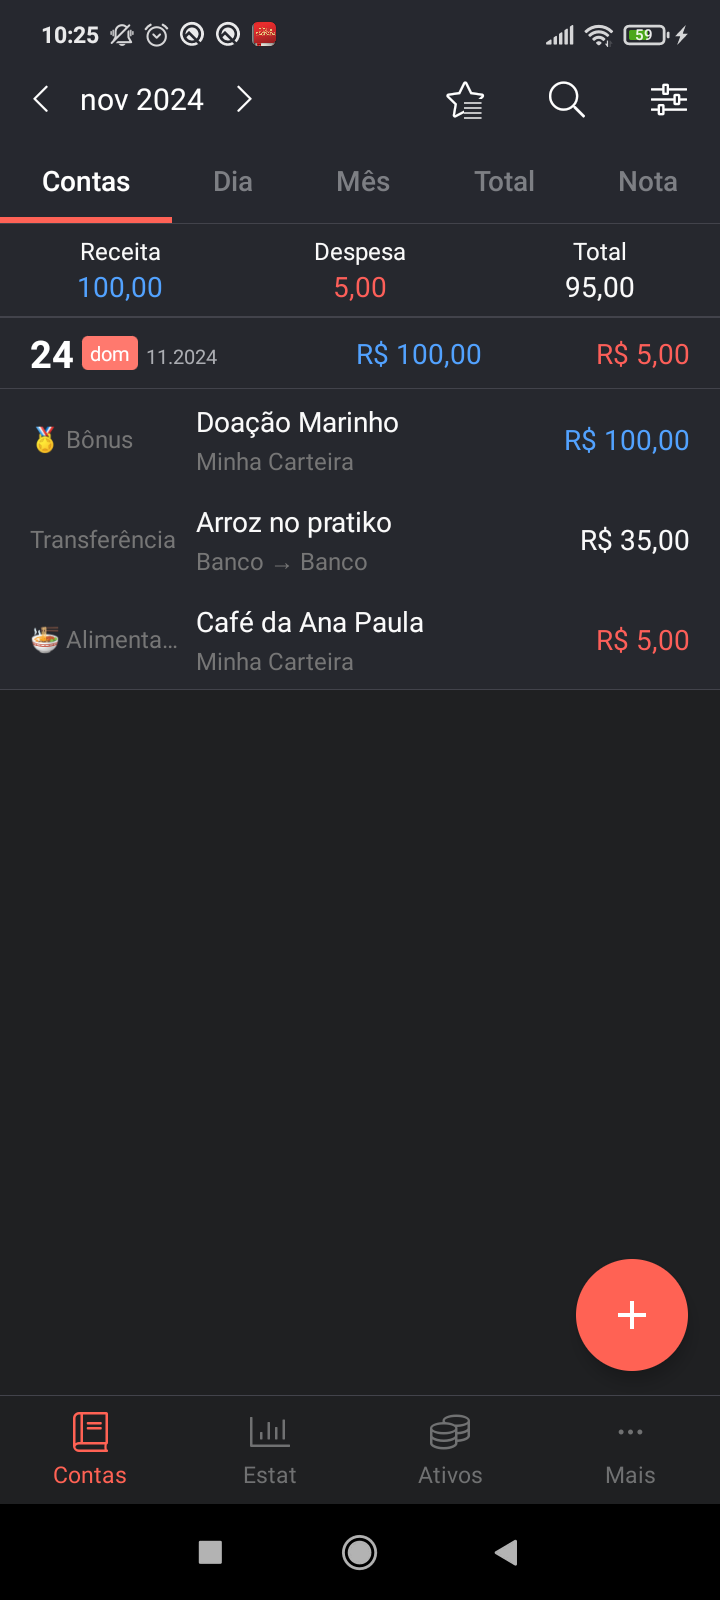 10:25 59
nov 2024
Contas Dia Mês Total Nota
Receita Despesa Total
100,00 5,00 95,00
24 dom 11.2024 R$ 100,00 R$ 5,00
Bônus Doação Marinho R$ 100,00
Minha Carteira
Transferência Arroz no pratiko R$ 35,00
Banco → Banco
Alimenta... Café da Ana Paula R$ 5,00
Minha Carteira
+
Contas Estat Ativos Mais